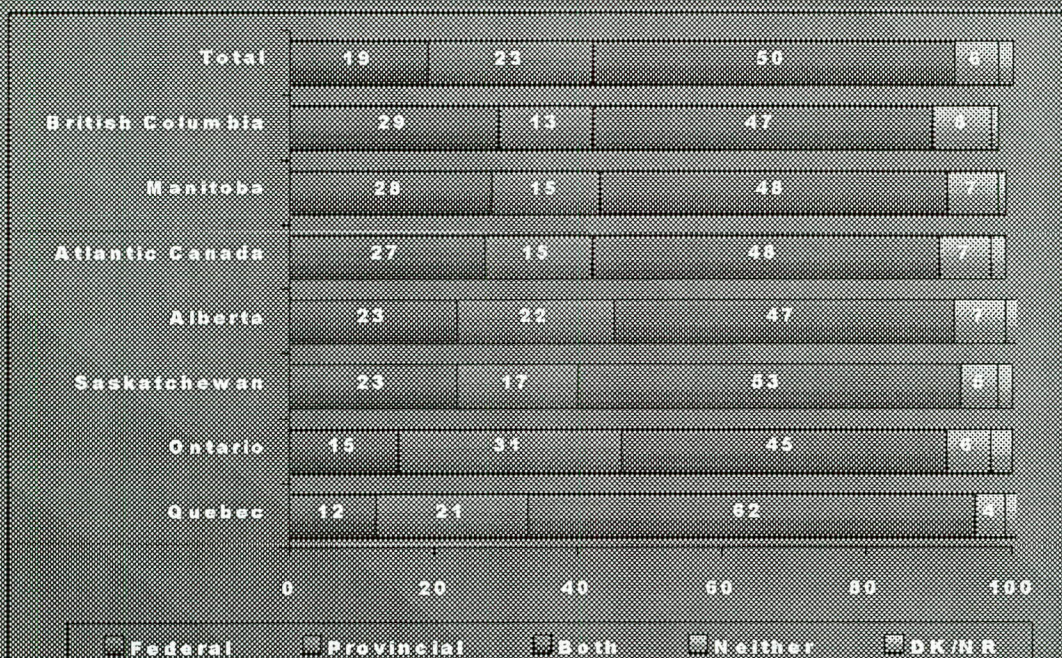 Total 19 23 50 6
British Columbia 29 13 47 8
Manitoba 28 15 48 7
Atlantic Canada 27 15 48 7
Alberta 23 22 47 7
Saskatchewan 23 17 53 5
Ontario 15 31 45 6
Quebec 12 21 62 4
0 20 40 60 80 100
Federal Provincial Both Neither DK/NR